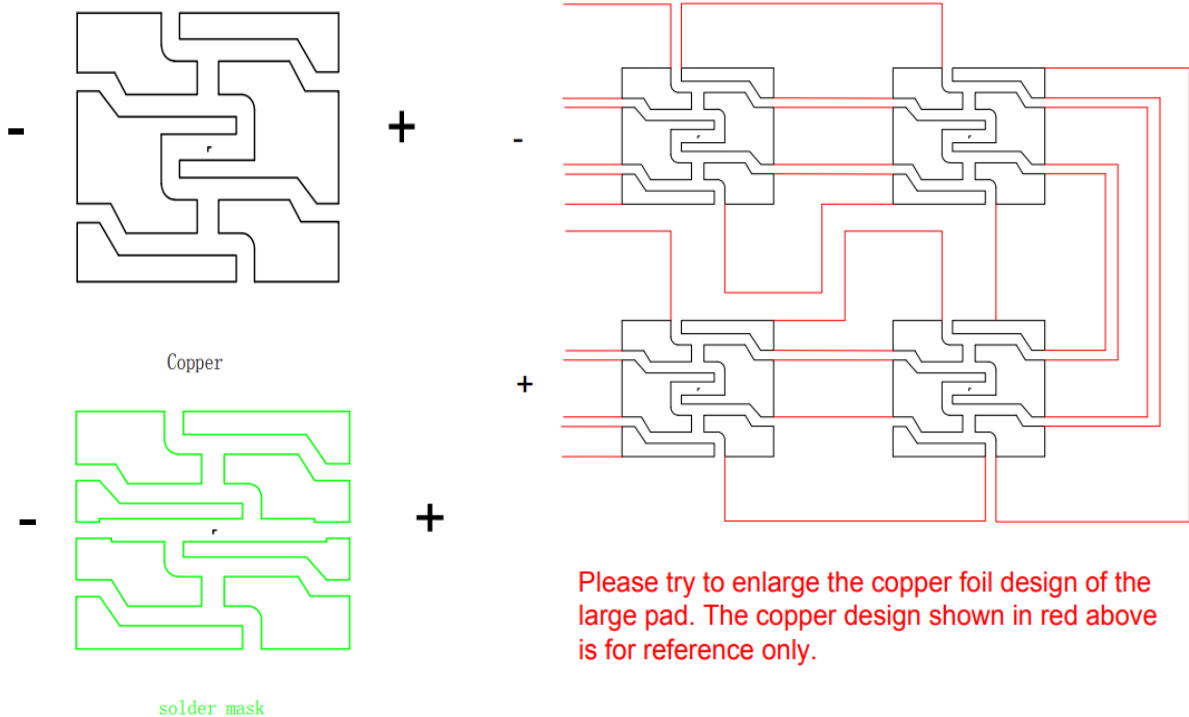 -
+
Copper
-
+
solder mask
-
+
Please try to enlarge the copper foil design of the
large pad. The copper design shown in red above
is for reference only.